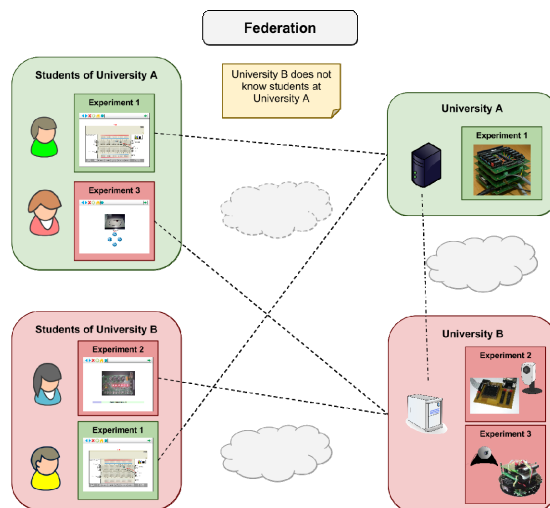 Federation
Students of University A
Experiment 1
Experiment 3
University B does not
know students at
University A
University A
Experiment 1
Students of University B
Experiment 2
Experiment 1
University B
Experiment 2
Experiment 3